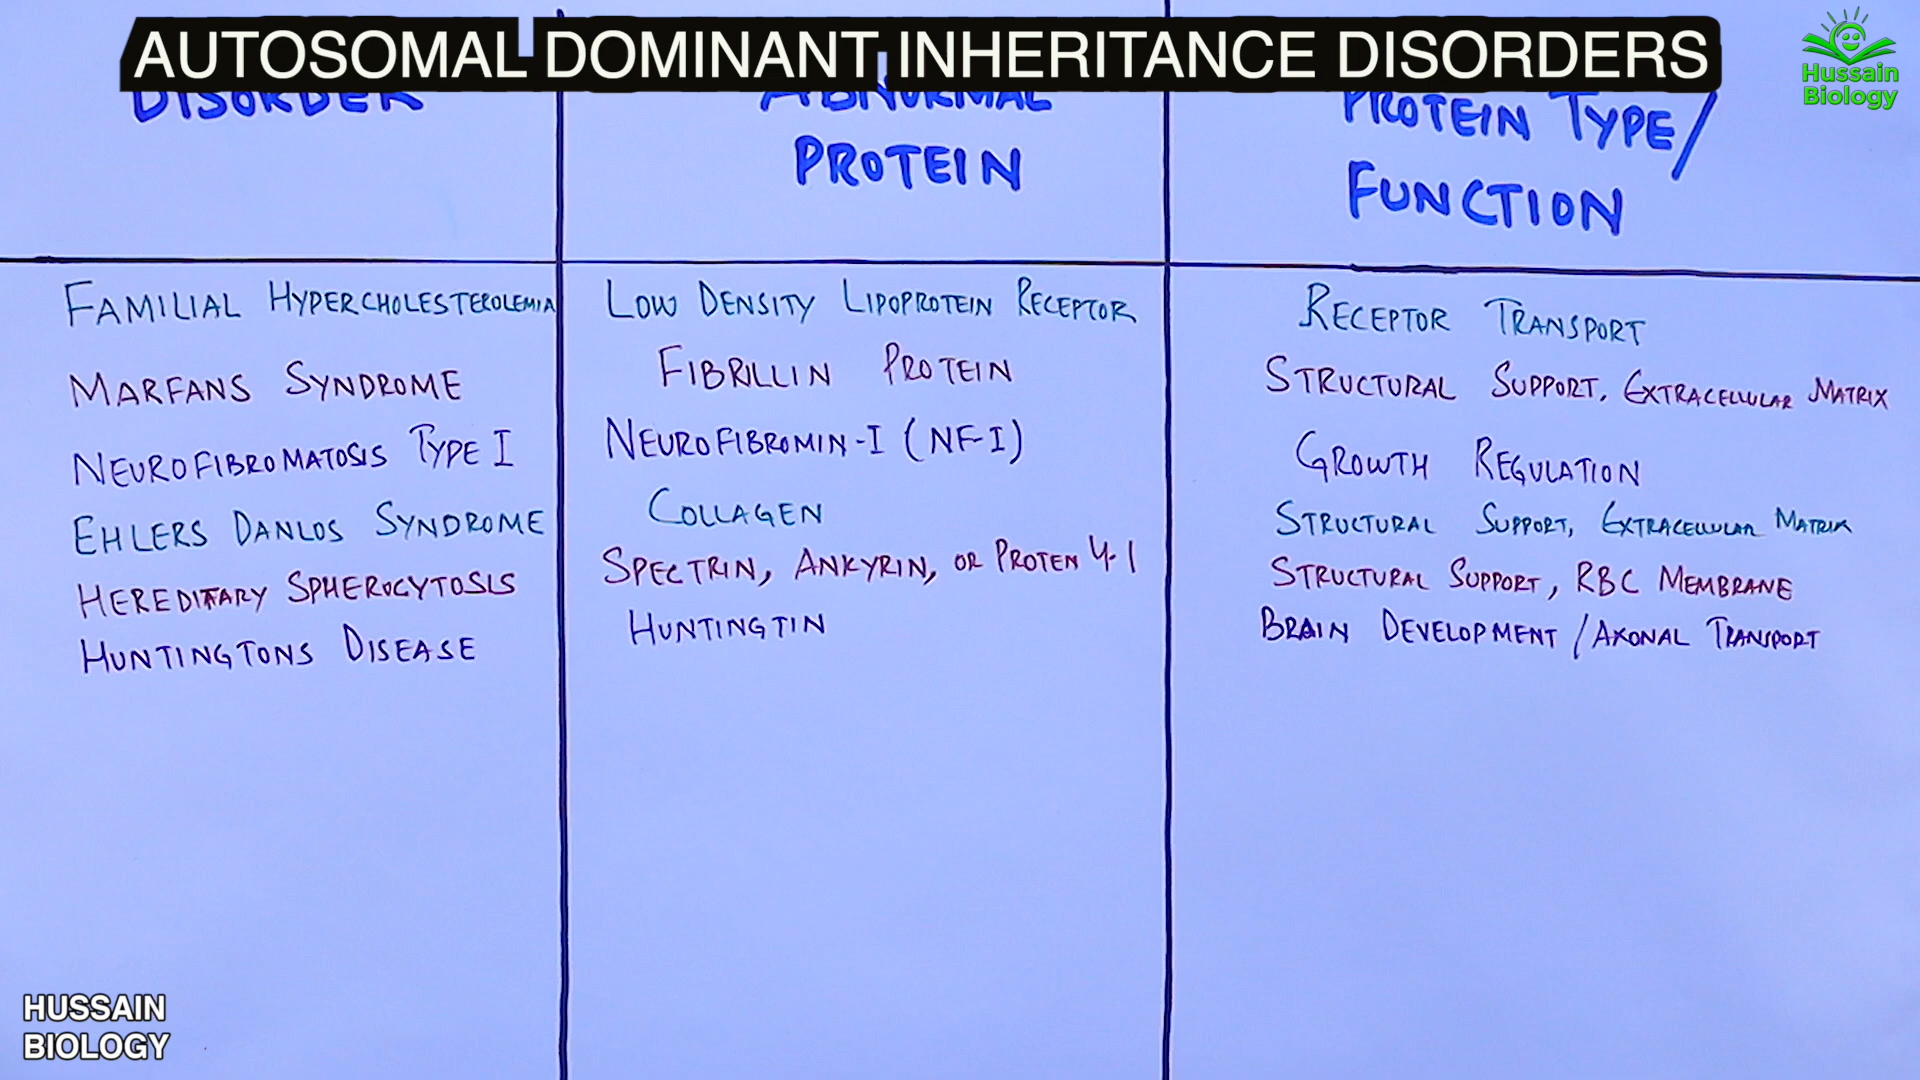 AUTOSOMAL DOMINANT INHERITANCE DISORDERS
Hussain
Biology
DISORDER
ABNORMAL
PROTEIN
PROTEIN TYPE/
FUNCTION
FAMILIAL HYPERCHOLESTEROLEMIA
LOW DENSITY LIPOPROTEIN RECEPTOR
RECEPTOR TRANSPORT
MARFANS SYNDROME
FIBRILLIN PROTEIN
STRUCTURAL SUPPORT, EXTRACELLULAR MATRIX
NEUROFIBROMATOSIS TYPE I
NEUROFIBROMIN-I (NF-I)
GROWTH REGULATION
EHLERS DANLOS SYNDROME
COLLAGEN
STRUCTURAL SUPPORT, EXTRACELLULAR MATRIX
HEREDITARY SPHEROCYTOSIS
SPECTRIN, ANKYRIN, OR PROTEN 4.1
STRUCTURAL SUPPORT, RBC MEMBRANE
HUNTINGTONS DISEASE
HUNTINGTIN
BRAIN DEVELOPMENT / AXONAL TRANSPORT
HUSSAIN
BIOLOGY